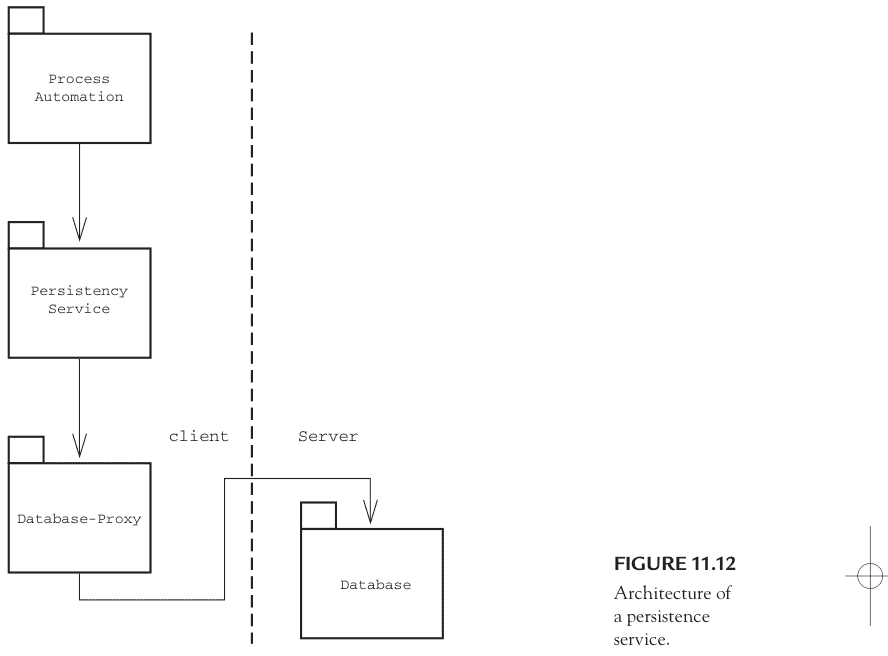 Process
Automation
Persistency
Service
client
Server
Database-Proxy
Database
FIGURE 11.12
Architecture of
a persistence
service.